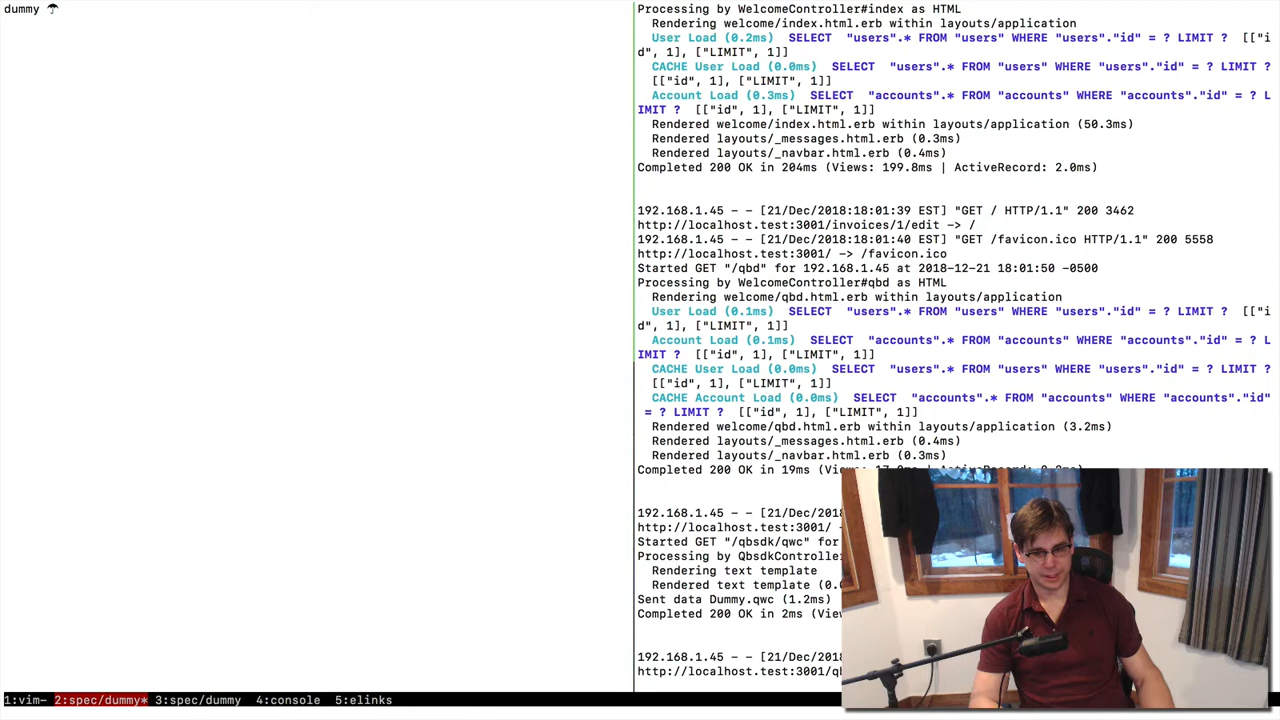 dummy ☂
Processing by WelcomeController#index as HTML
Rendering welcome/index.html.erb within layouts/application
User Load (0.2ms)  SELECT  "users".* FROM "users" WHERE "users"."id" = ? LIMIT ?  [["i
d", 1], ["LIMIT", 1]]
CACHE User Load (0.0ms)  SELECT  "users".* FROM "users" WHERE "users"."id" = ? LIMIT ?
[["id", 1], ["LIMIT", 1]]
Account Load (0.3ms)  SELECT  "accounts".* FROM "accounts" WHERE "accounts"."id" = ? L
IMIT ?  [["id", 1], ["LIMIT", 1]]
Rendered welcome/index.html.erb within layouts/application (50.3ms)
Rendered layouts/_messages.html.erb (0.3ms)
Rendered layouts/_navbar.html.erb (0.4ms)
Completed 200 OK in 204ms (Views: 199.8ms | ActiveRecord: 2.0ms)
192.168.1.45 - - [21/Dec/2018:18:01:39 EST] "GET / HTTP/1.1" 200 3462
http://localhost.test:3001/invoices/1/edit -> /
192.168.1.45 - - [21/Dec/2018:18:01:40 EST] "GET /favicon.ico HTTP/1.1" 200 5558
http://localhost.test:3001/ -> /favicon.ico
Started GET "/qbd" for 192.168.1.45 at 2018-12-21 18:01:50 -0500
Processing by WelcomeController#qbd as HTML
Rendering welcome/qbd.html.erb within layouts/application
User Load (0.1ms)  SELECT  "users".* FROM "users" WHERE "users"."id" = ? LIMIT ?  [["i
d", 1], ["LIMIT", 1]]
Account Load (0.1ms)  SELECT  "accounts".* FROM "accounts" WHERE "accounts"."id" = ? L
IMIT ?  [["id", 1], ["LIMIT", 1]]
CACHE User Load (0.0ms)  SELECT  "users".* FROM "users" WHERE "users"."id" = ? LIMIT ?
[["id", 1], ["LIMIT", 1]]
CACHE Account Load (0.0ms)  SELECT  "accounts".* FROM "accounts" WHERE "accounts"."id"
= ? LIMIT ?  [["id", 1], ["LIMIT", 1]]
Rendered welcome/qbd.html.erb within layouts/application (3.2ms)
Rendered layouts/_messages.html.erb (0.4ms)
Rendered layouts/_navbar.html.erb (0.3ms)
Completed 200 OK in 19ms
192.168.1.45 - - [21/Dec/201
http://localhost.test:3001/
Started GET "/qbsdk/qwc" for
Processing by QbsdkController
Rendering text template
Rendered text template (0.
Sent data Dummy.qwc (1.2ms)
Completed 200 OK in 2ms (Vie
192.168.1.45 - - [21/Dec/201
http://localhost.test:3001/q
1:vim- 2:spec/dummy* 3:spec/dummy 4:console 5:elinks